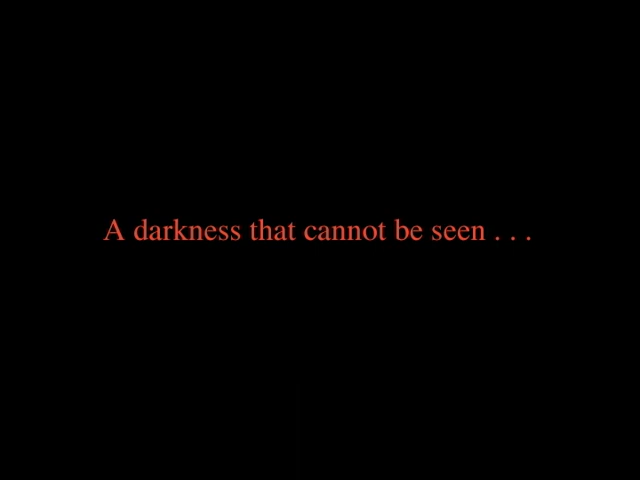 A darkness that cannot be seen . . .